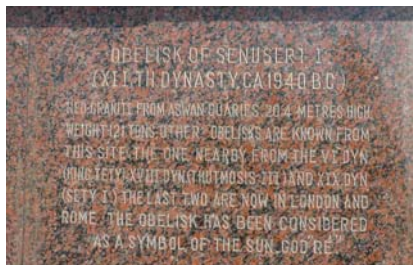 OBELISK OF SENUSERT I
(XII.TH DYNASTY, CA 1940 B.C)
RED GRANITE FROM ASWAN QUARIES. 20.4 METRES HIGH,
WEIGHT 121 TONS. OTHER OBELISKS ARE KNOWN FROM
THIS SITE: THE ONE NEARBY FROM THE VI DYN
(KING TETY) XVIII DYN (THUTMOSIS III) AND XIX DYN
(SETY I) THE LAST TWO ARE NOW IN LONDON AND
ROME. THE OBELISK HAS BEEN CONSIDERED
AS A SYMBOL OF THE SUN GOD RE"